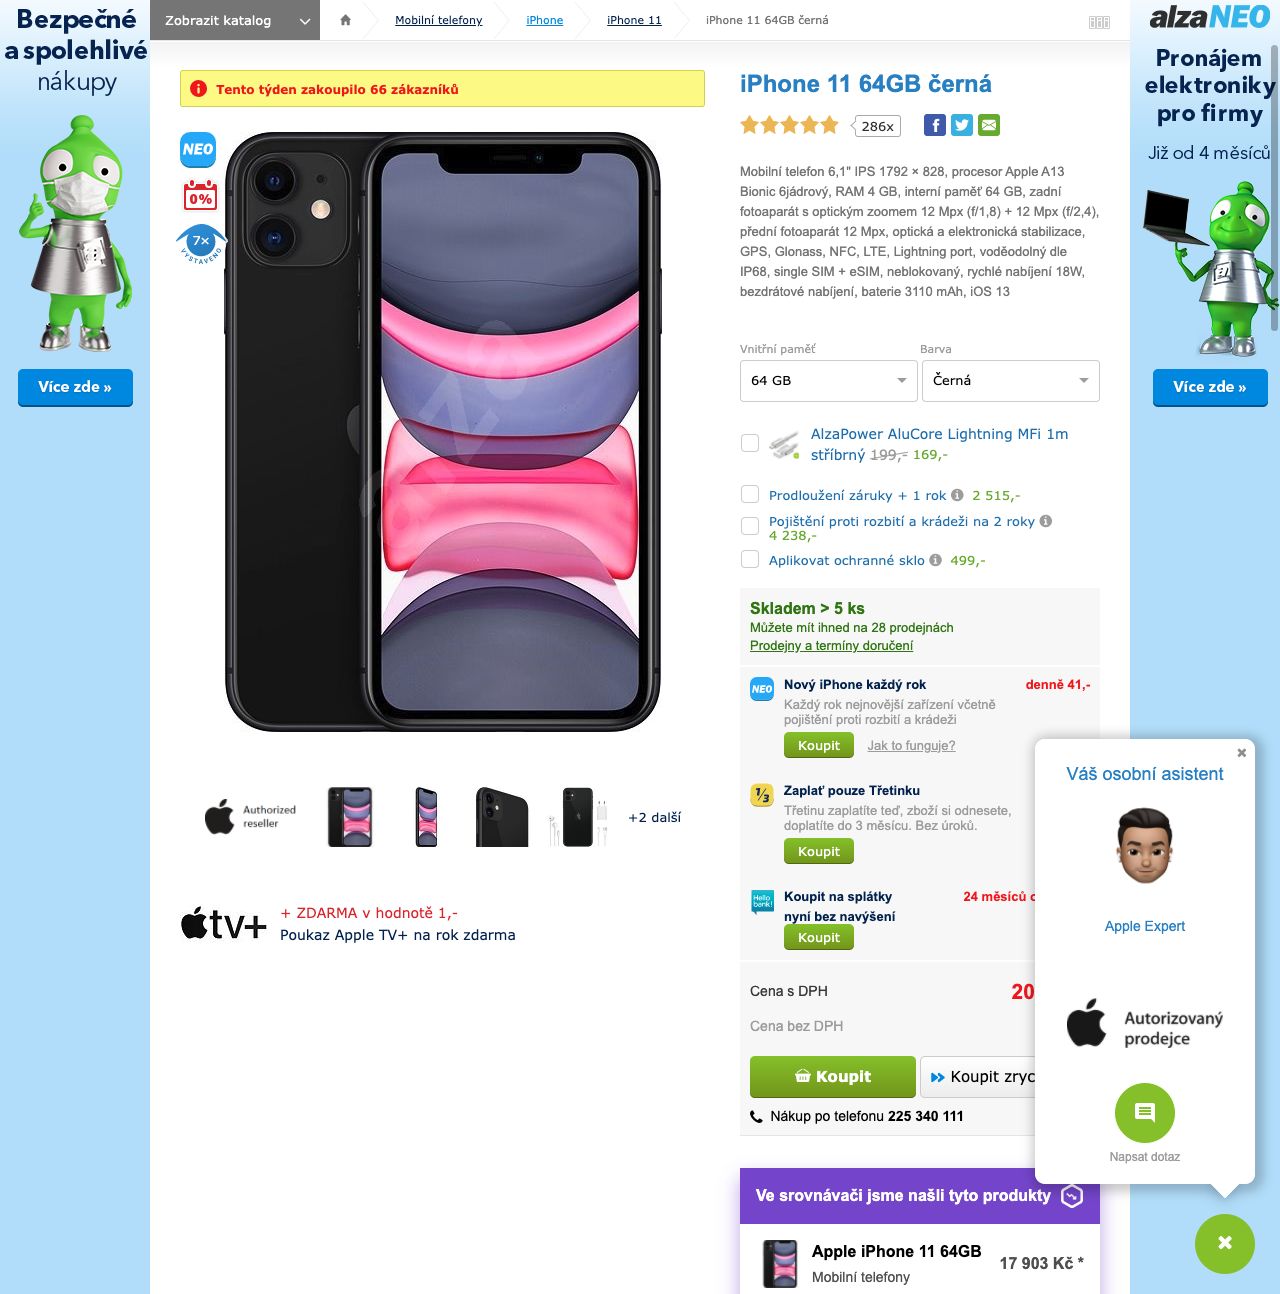 Bezpečné
a spolehlivé
nákupy
Více zde »
Zobrazit katalog
Mobilní telefony
iPhone
iPhone 11
iPhone 11 64GB černá
alzaNEO
Pronájem
elektroniky
pro firmy
Již od 4 měsíců
Více zde »
Tento týden zakoupilo 66 zákazníků
NEO
0%
7×
VYSTAVENO
alza
iPhone 11 64GB černá
286x
Mobilní telefon 6,1" IPS 1792 × 828, procesor Apple A13
Bionic 6jádrový, RAM 4 GB, interní paměť 64 GB, zadní
fotoaparát s optickým zoomem 12 Mpx (f/1,8) + 12 Mpx (f/2,4),
přední fotoaparát 12 Mpx, optická a elektronická stabilizace,
GPS, Glonass, NFC, LTE, Lightning port, voděodolný dle
IP68, single SIM + eSIM, neblokovaný, rychlé nabíjení 18W,
bezdrátové nabíjení, baterie 3110 mAh, iOS 13
Vnitřní paměť
Barva
64 GB
Černá
AlzaPower AluCore Lightning MFi 1m
stříbrný 199,- 169,-
Prodloužení záruky + 1 rok 2 515,-
Pojištění proti rozbití a krádeži na 2 roky
4 238,-
Aplikovat ochranné sklo 499,-
Skladem > 5 ks
Můžete mít ihned na 28 prodejnách
Prodejny a termíny doručení
NEO
Nový iPhone každý rok
denně 41,-
Každý rok nejnovější zařízení včetně
pojištění proti rozbití a krádeži
Koupit
Jak to funguje?
1/3
Zaplať pouze Třetinku
Třetinu zaplatíte teď, zboží si odnesete,
doplatíte do 3 měsícu. Bez úroků.
Koupit
Hello bank!
Koupit na splátky
24 měsíců
nyní bez navýšení
Koupit
Cena s DPH
20
Cena bez DPH
Koupit
Koupit zryc
Nákup po telefonu 225 340 111
Authorized
reseller
+2 další
tv+
+ ZDARMA v hodnotě 1,-
Poukaz Apple TV+ na rok zdarma
Váš osobní asistent
Apple Expert
Autorizovaný
prodejce
Napsat dotaz
Ve srovnávači jsme našli tyto produkty
Apple iPhone 11 64GB
17 903 Kč *
Mobilní telefony